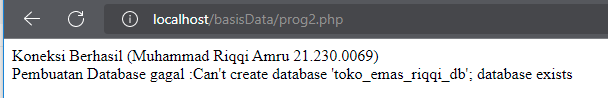 localhost/basisData/prog2.php
Koneksi Berhasil (Muhammad Riqqi Amru 21.230.0069)
Pembuatan Database gagal :Can't create database 'toko_emas_riqqi_db'; database exists